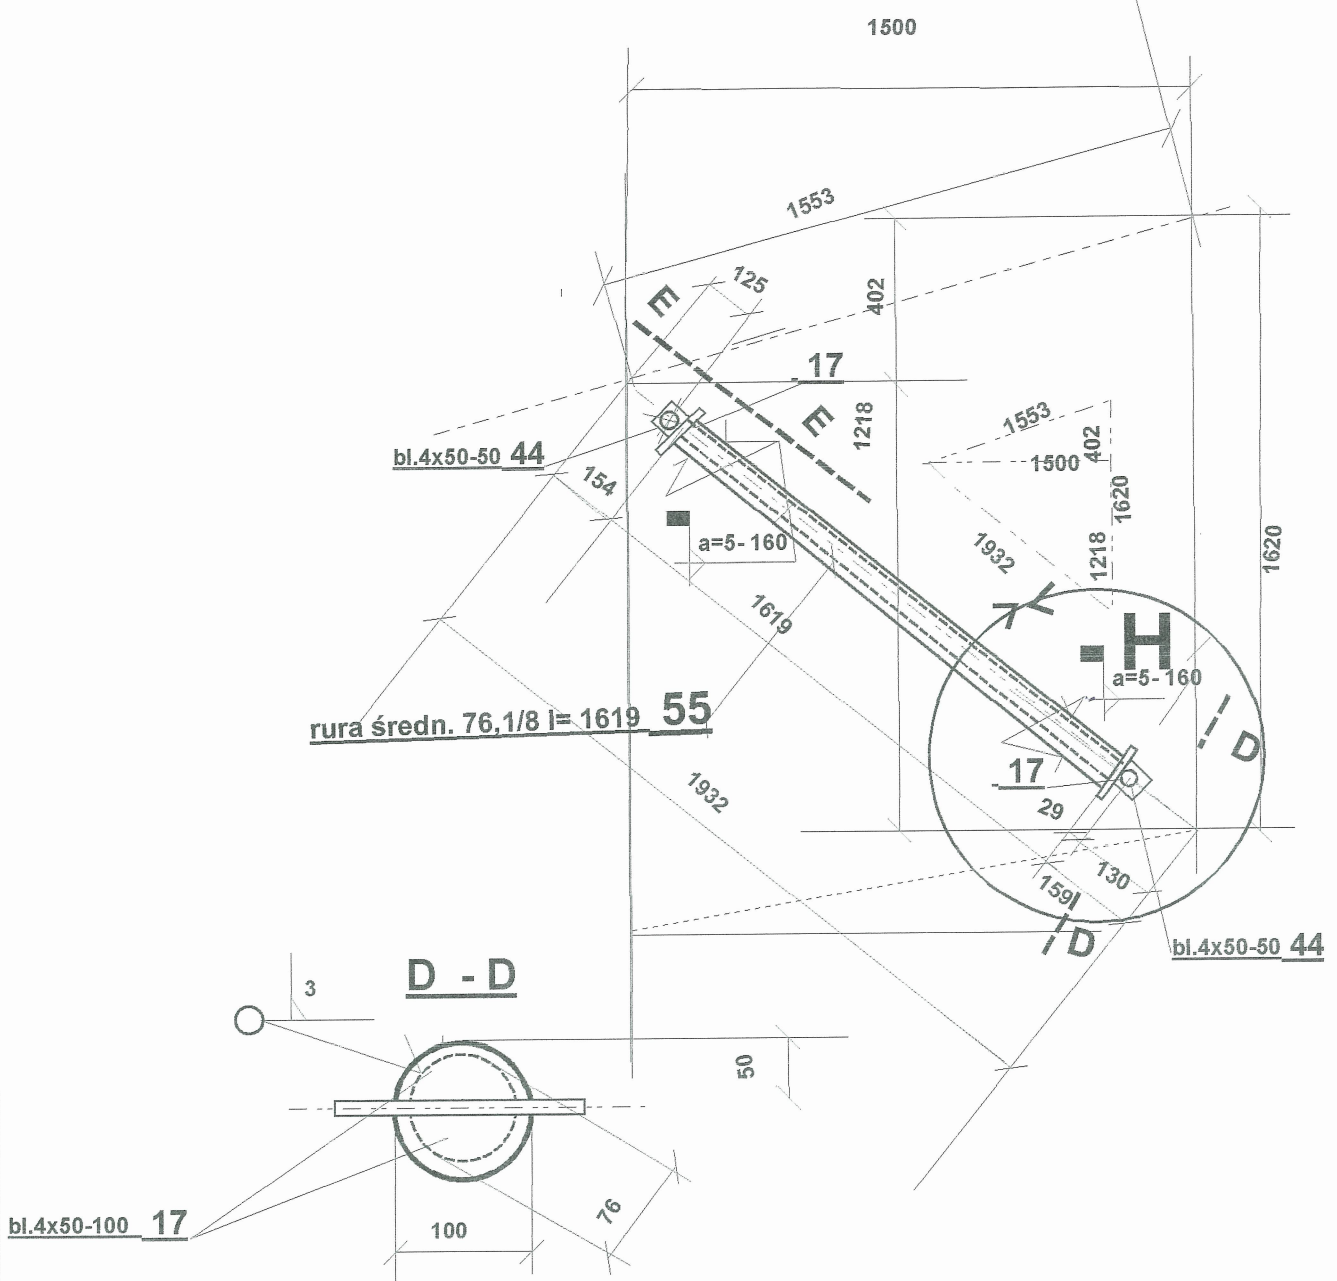 1500
1553
125
E
402
17
E
1218
1553
402
1500
bl.4x50-50 44
154
1620
a=5-160
1932
1218
1620
1619
H
a=5-160
rura średn. 76,1/8 l= 1619 55
D
17
1932
29
130
159
D
bl.4x50-50 44
D - D
3
50
76
bl.4x50-100 17
100